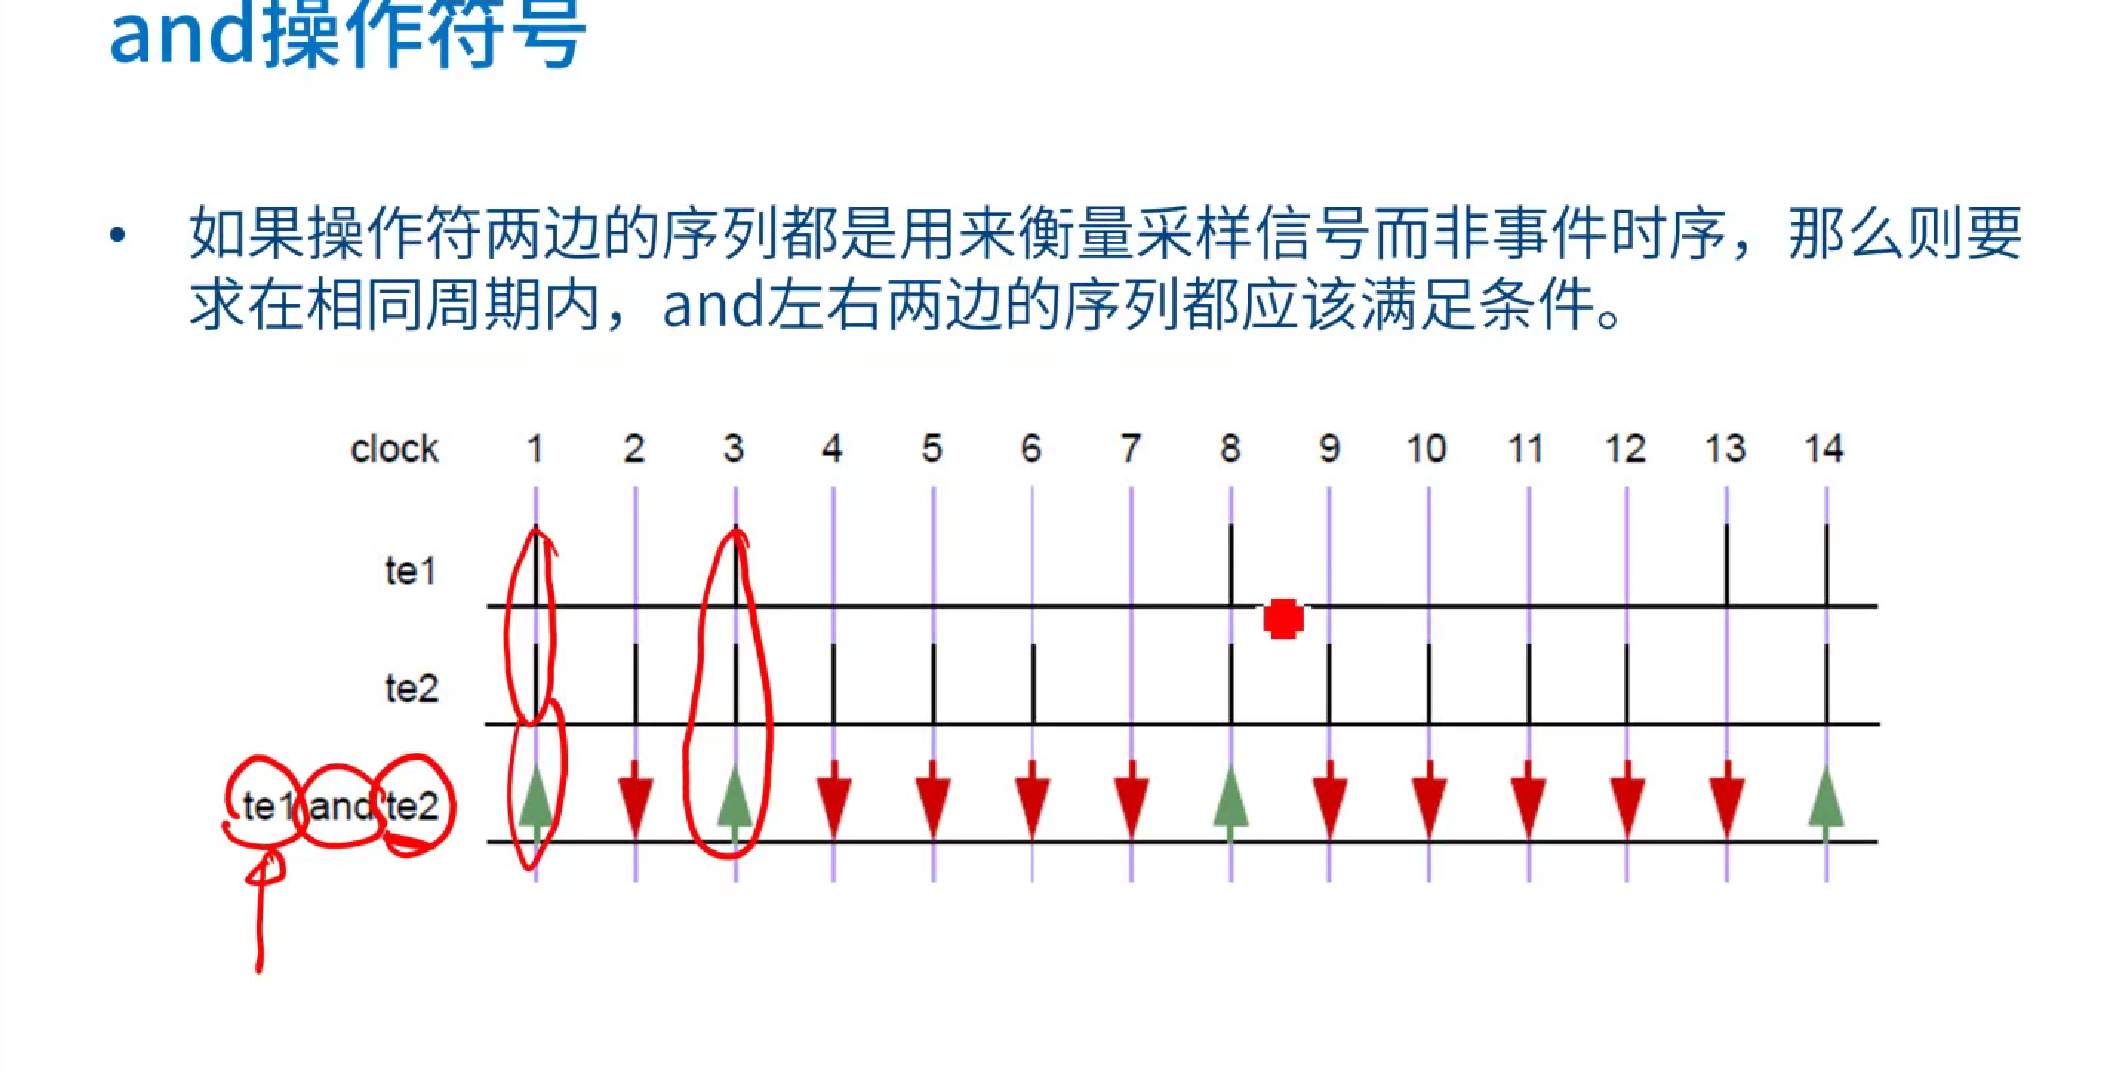 and操作符号
• 如果操作符两边的序列都是用来衡量采样信号而非事件时序，那么则要
求在相同周期内，and左右两边的序列都应该满足条件。
clock 1 2 3 4 5 6 7 8 9 10 11 12 13 14
te1
te2
te1 and te2